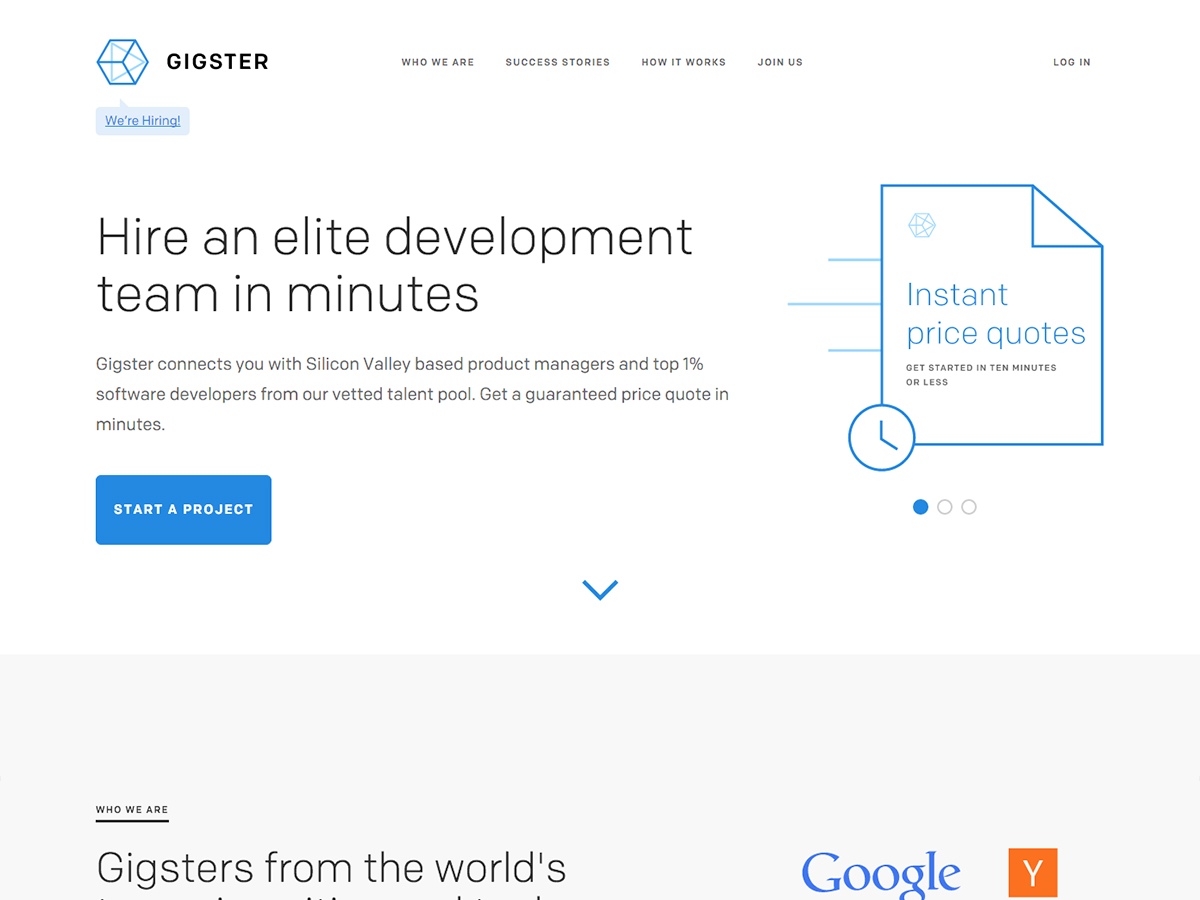 GIGSTER
WHO WE ARE
SUCCESS STORIES
HOW IT WORKS
JOIN US
LOG IN
We're Hiring!
Hire an elite development
team in minutes
Gigster connects you with Silicon Valley based product managers and top 1%
software developers from our vetted talent pool. Get a guaranteed price quote in
minutes.
START A PROJECT
Instant
price quotes
GET STARTED IN TEN MINUTES
OR LESS
WHO WE ARE
Gigsters from the world's
Google
Y